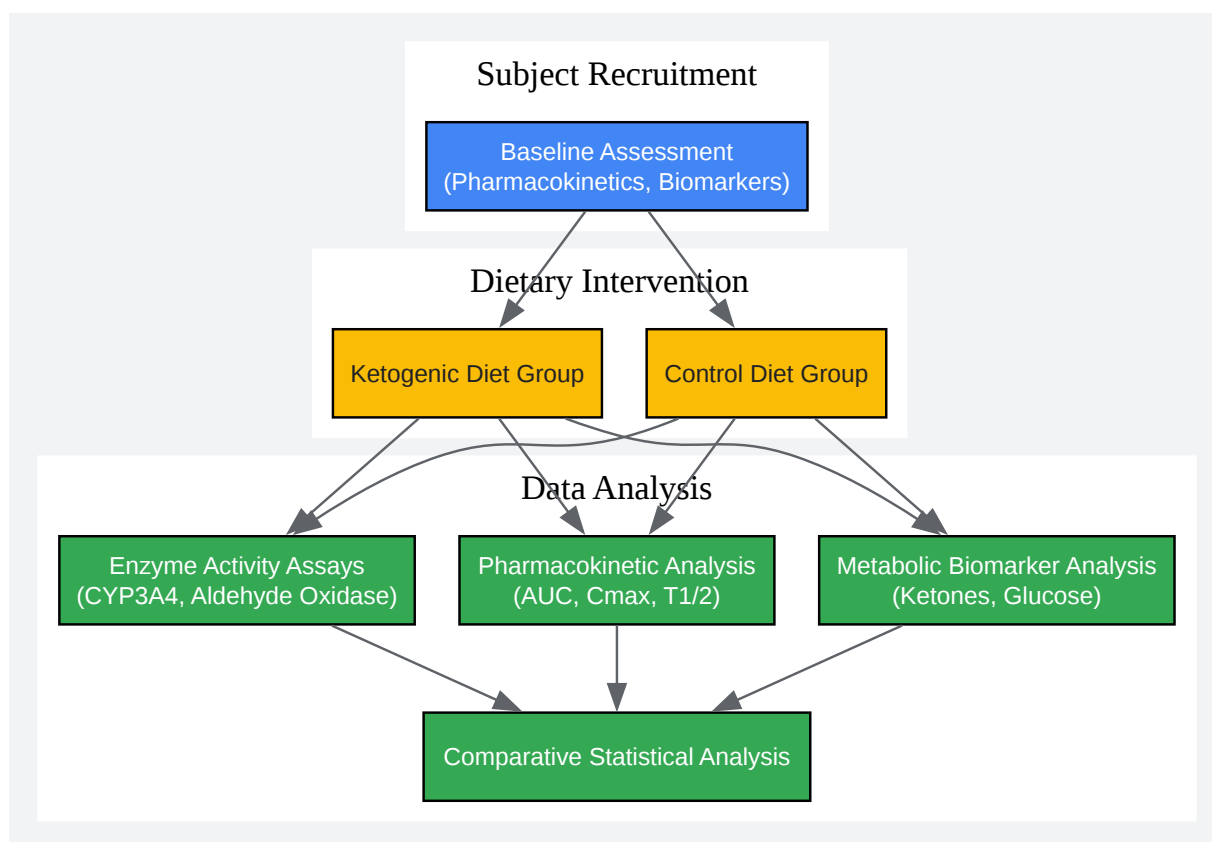 Subject Recruitment
Baseline Assessment
(Pharmacokinetics, Biomarkers)
Dietary Intervention
Ketogenic Diet Group
Control Diet Group
Data Analysis
Enzyme Activity Assays
(CYP3A4, Aldehyde Oxidase)
Pharmacokinetic Analysis
(AUC, Cmax, T1/2)
Metabolic Biomarker Analysis
(Ketones, Glucose)
Comparative Statistical Analysis